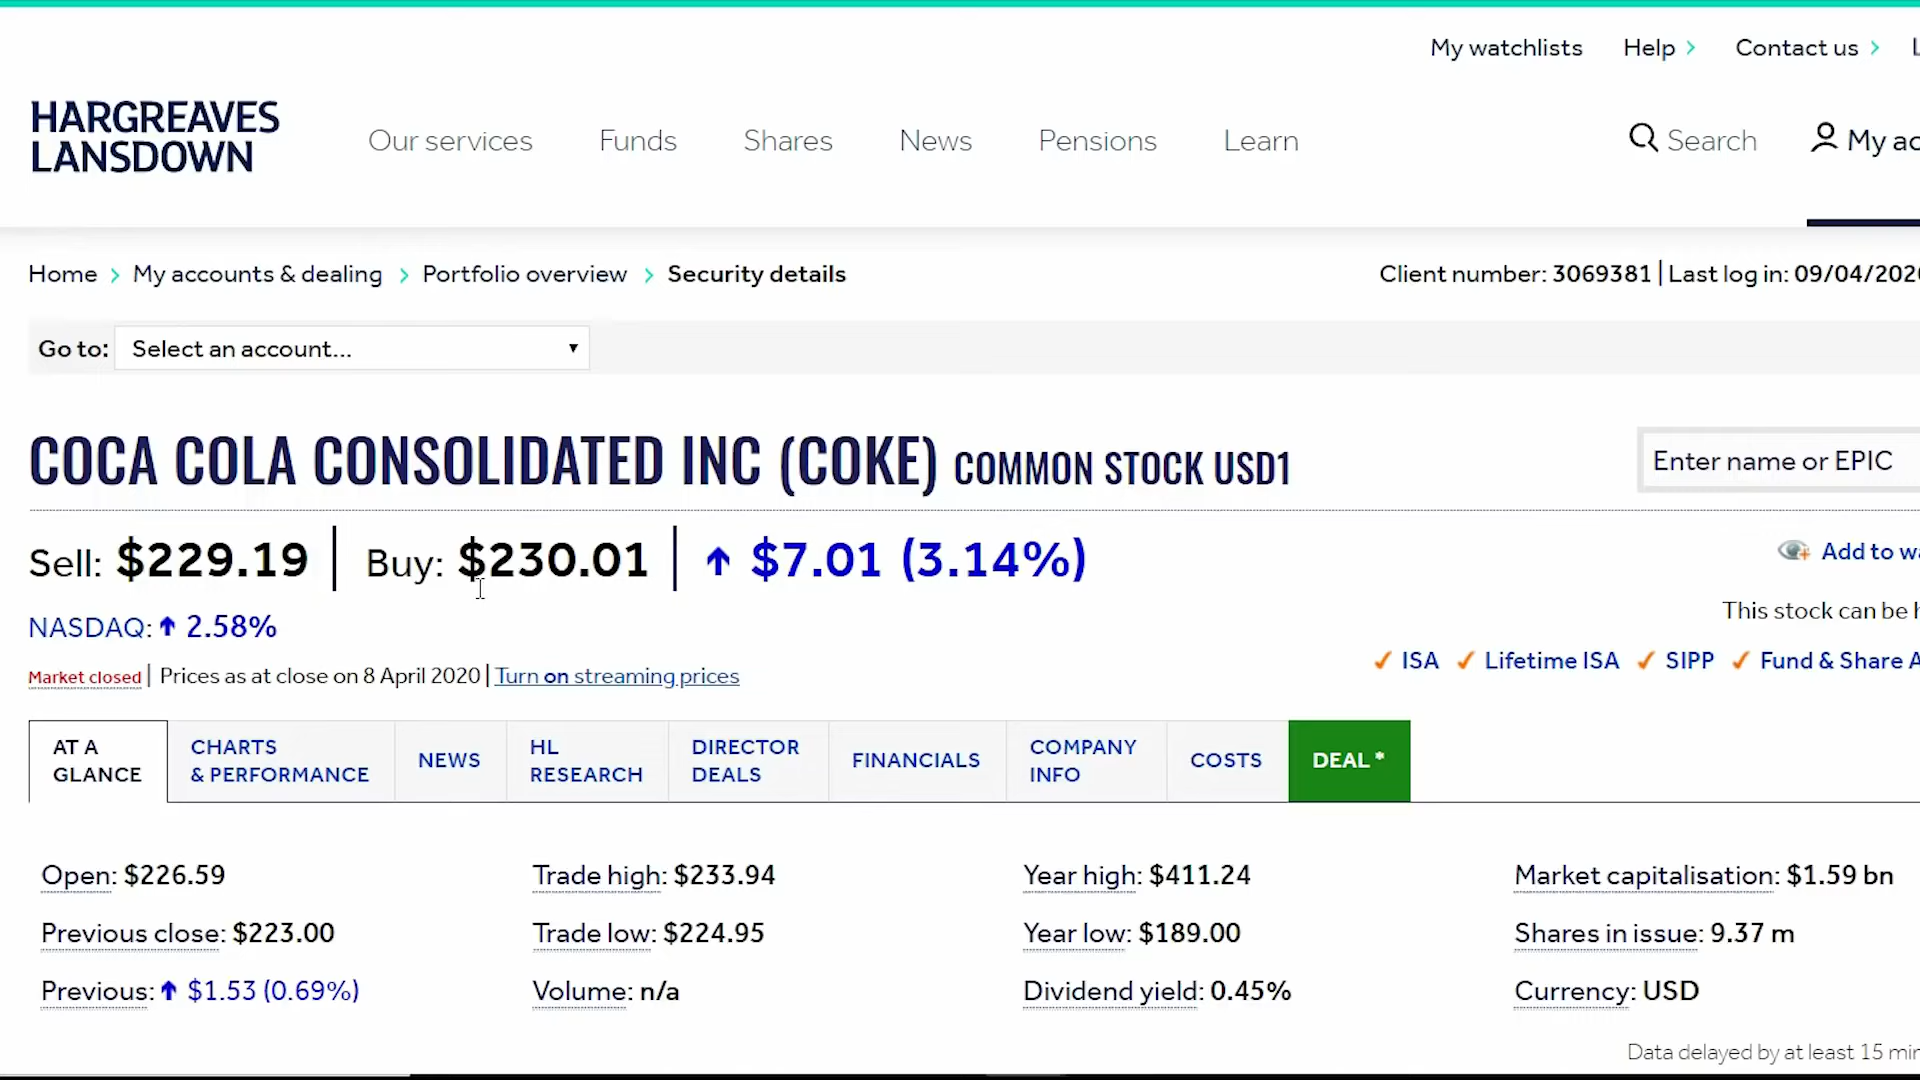 My watchlists Help Contact us
HARGREAVES
LANSDOWN
Our services Funds Shares News Pensions Learn Search My
Home > My accounts & dealing > Portfolio overview > Security details
Client number: 3069381 | Last log in: 09/04/202
Go to: Select an account...
COCA COLA CONSOLIDATED INC (COKE) COMMON STOCK USD1
Enter name or EPIC
Sell: $229.19 | Buy: $230.01 | ↑ $7.01 (3.14%)
Add to
NASDAQ: ↑ 2.58%
This stock can be
Market closed | Prices as at close on 8 April 2020 | Turn on streaming prices
✓ ISA ✓ Lifetime ISA ✓ SIPP ✓ Fund & Share
AT A GLANCE
CHARTS & PERFORMANCE
NEWS
HL RESEARCH
DIRECTOR DEALS
FINANCIALS
COMPANY INFO
COSTS
DEAL *
Open: $226.59 Trade high: $233.94 Year high: $411.24 Market capitalisation: $1.59 bn
Previous close: $223.00 Trade low: $224.95 Year low: $189.00 Shares in issue: 9.37 m
Previous: ↑ $1.53 (0.69%) Volume: n/a Dividend yield: 0.45% Currency: USD
Data delayed by at least 15